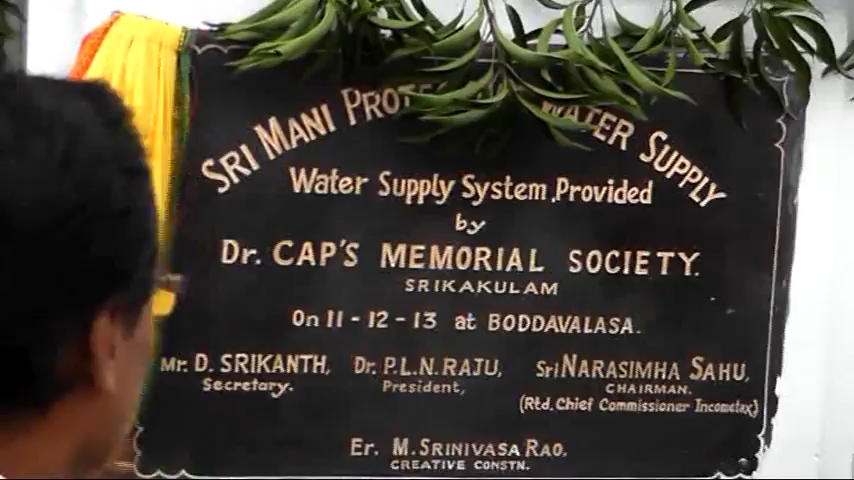 SRI MANI WATER SUPPLY
Water Supply System Provided
by
Dr. CAP'S MEMORIAL SOCIETY.
SRIKAKULAM
On 11-12-13 at BODDAVALASA.
Mr. D. SRIKANTH, Dr. P.L.N. RAJU, Sri NARASIMHA SAHU,
Secretary. PRESIDENT, CHAIRMAN.
(Rtd. Chief Commissioner Incometax)
Er. M. SRINIVASA RAO.
CREATIVE CONSTN.